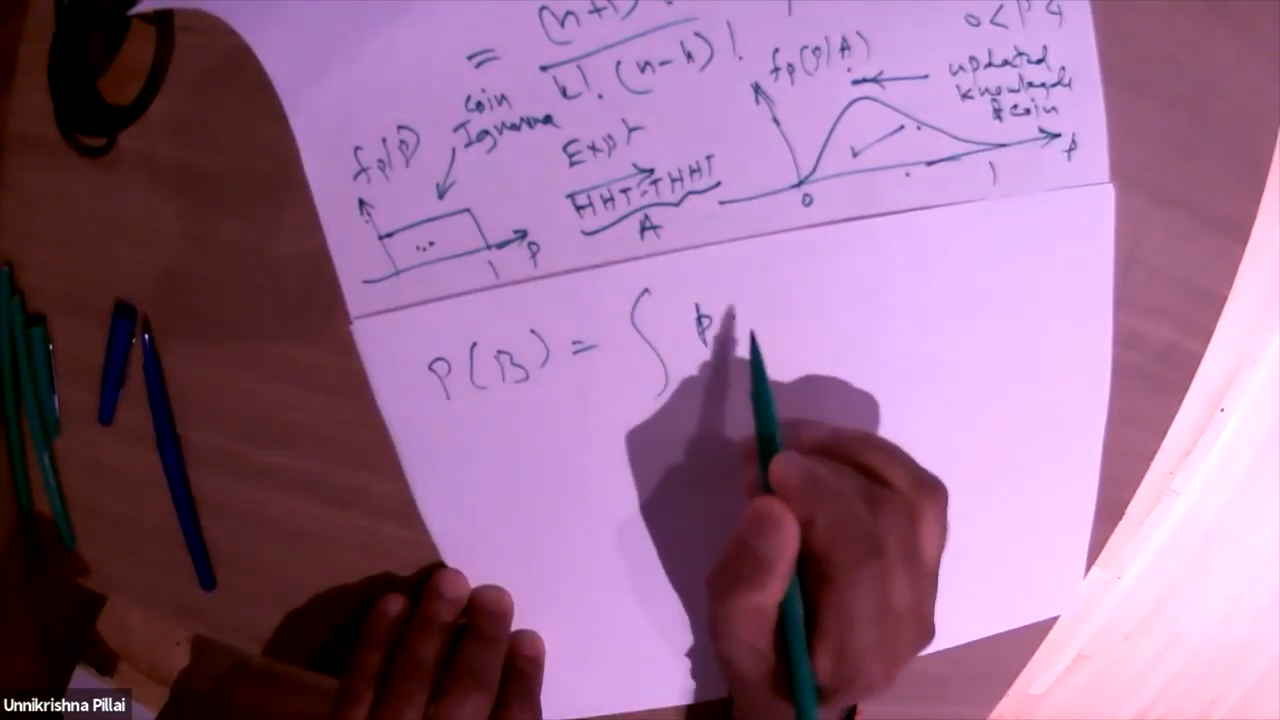 = (n+1)! / k! (n-k)!
0 < p <
fp(p)
coin
Ignorance
Expt
HHT...THHT
A
fp(p|A)
updated
knowledge
of coin
0
1
p
1
p
P(B) = ∫ p
Unnikrishna Pillai